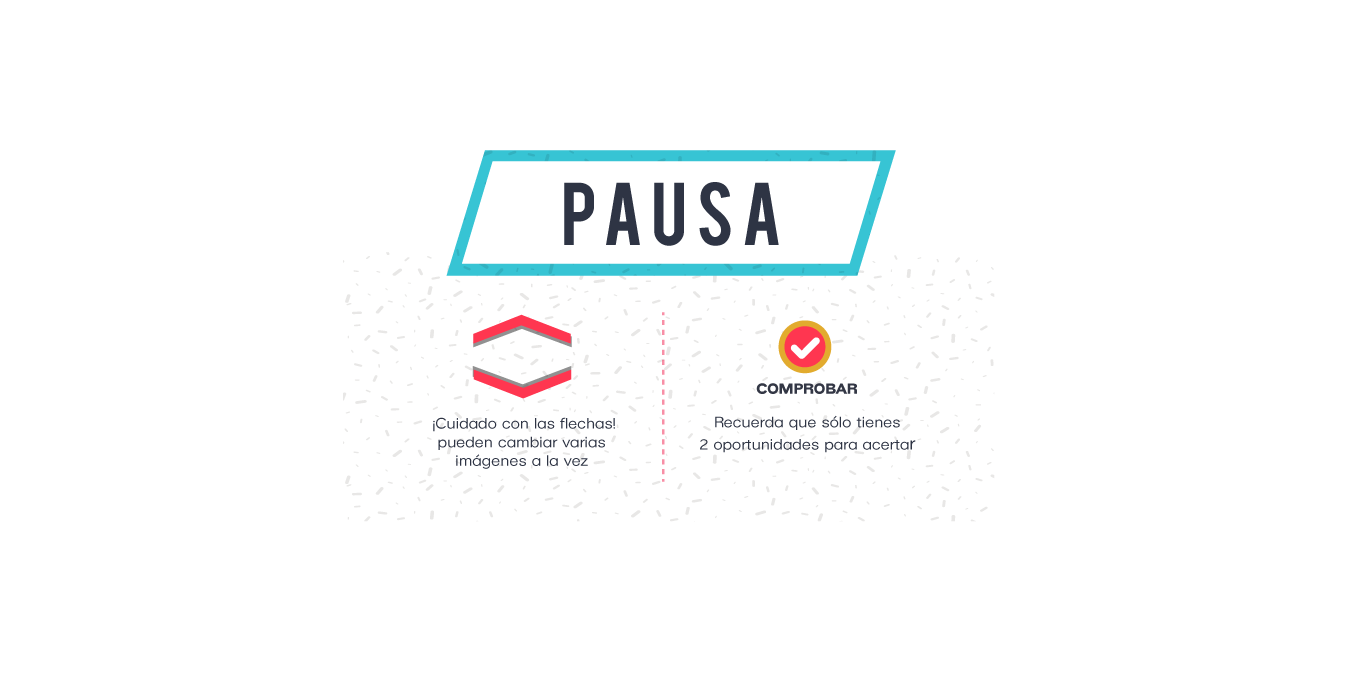 PAUSA
¡Cuidado con las flechas!
pueden cambiar varias
imágenes a la vez
COMPROBAR
Recuerda que sólo tienes
2 oportunidades para acertar